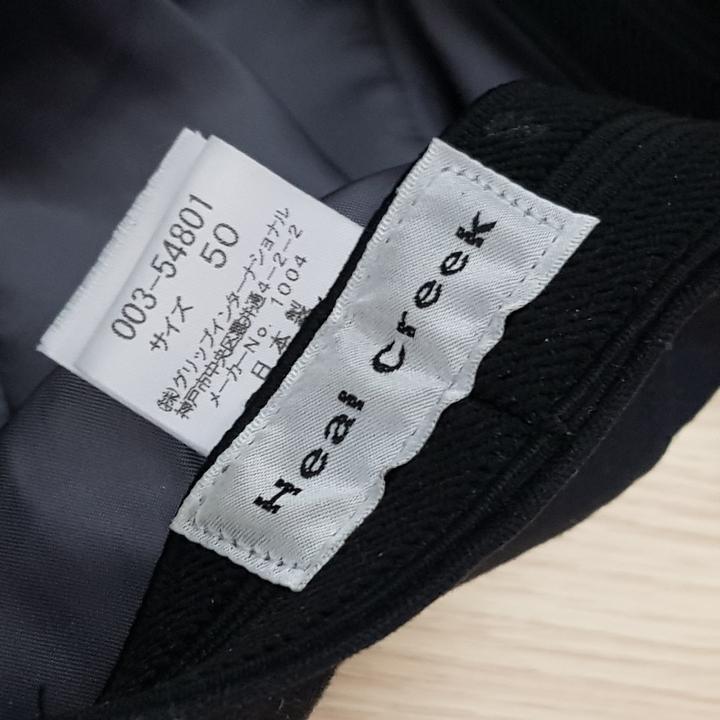 003-54801
サイズ 50
㈱グリップインターナショナル
神戸市中央区磯辺通4-2-2
メーカーNo. 1004
日本製
Heal Creek